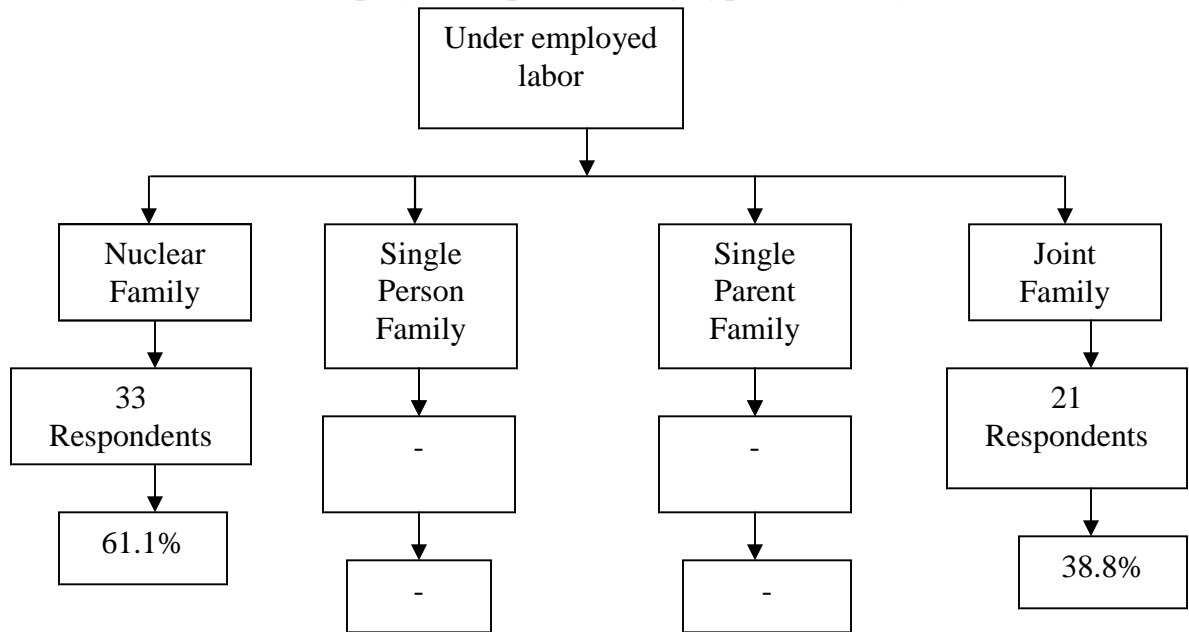 Under employed
labor
Nuclear
Family
Single
Person
Family
Single
Parent
Family
Joint
Family
33
Respondents
-
-
21
Respondents
61.1%
-
-
38.8%